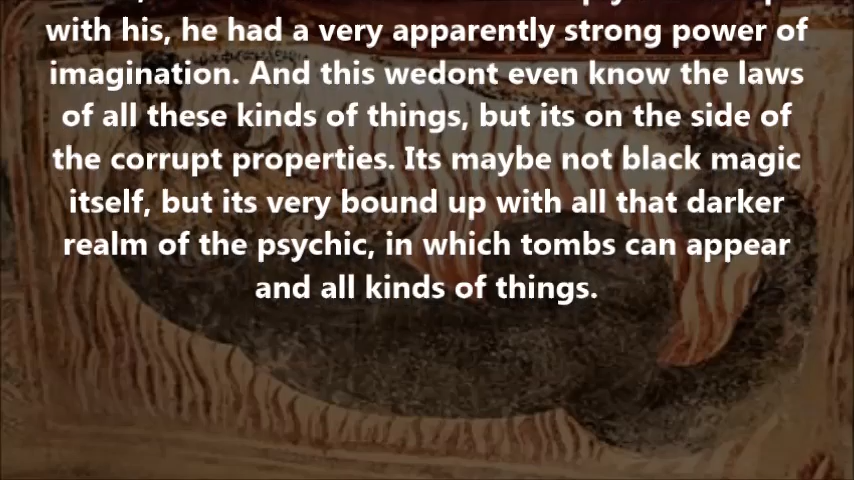 with his, he had a very apparently strong power of
imagination. And this wedont even know the laws
of all these kinds of things, but its on the side of
the corrupt properties. Its maybe not black magic
itself, but its very bound up with all that darker
realm of the psychic, in which tombs can appear
and all kinds of things.